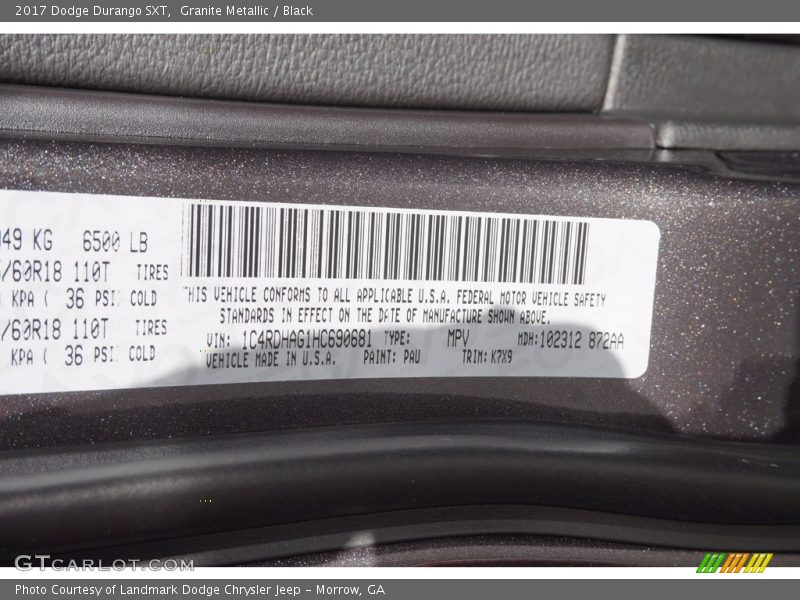 2017 Dodge Durango SXT,  Granite Metallic / Black
49 KG 6500 LB
/60R18 110T TIRES
KPA ( 36 PSI COLD
/60R18 110T TIRES
KPA ( 36 PSI COLD
HIS VEHICLE CONFORMS TO ALL APPLICABLE U.S.A. FEDERAL MOTOR VEHICLE SAFETY
STANDARDS IN EFFECT ON THE DATE OF MANUFACTURE SHOWN ABOVE.
VIN: 1C4RDHAG1HC690681 TYPE: MPV MDH:102312 872AA
VEHICLE MADE IN U.S.A. PAINT: PAU TRIM: K7X9
GTCARLOT.COM
Photo Courtesy of Landmark Dodge Chrysler Jeep – Morrow, GA